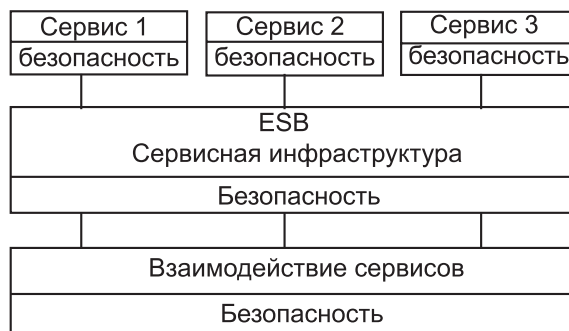 Сервис 1 Сервис 2 Сервис 3
безопасность безопасность безопасность
ESB
Сервисная инфраструктура
Безопасность
Взаимодействие сервисов
Безопасность